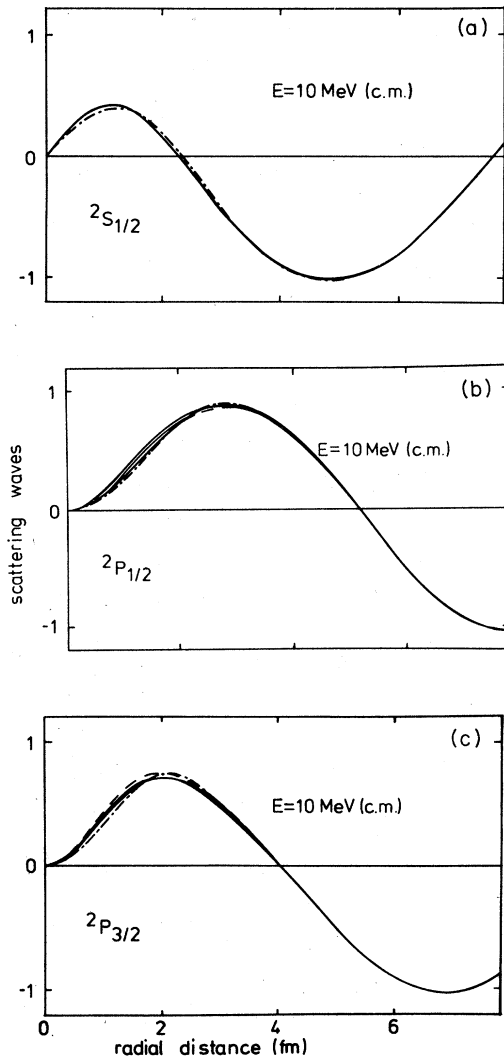 (a)
1
E=10 MeV (c.m.)
0
²S₁/₂
-1
(b)
1
E=10 MeV (c.m.)
0
²P₁/₂
-1
scattering waves
(c)
1
E=10 MeV (c.m.)
0
²P₃/₂
-1
0 2 4 6
radial distance (fm)